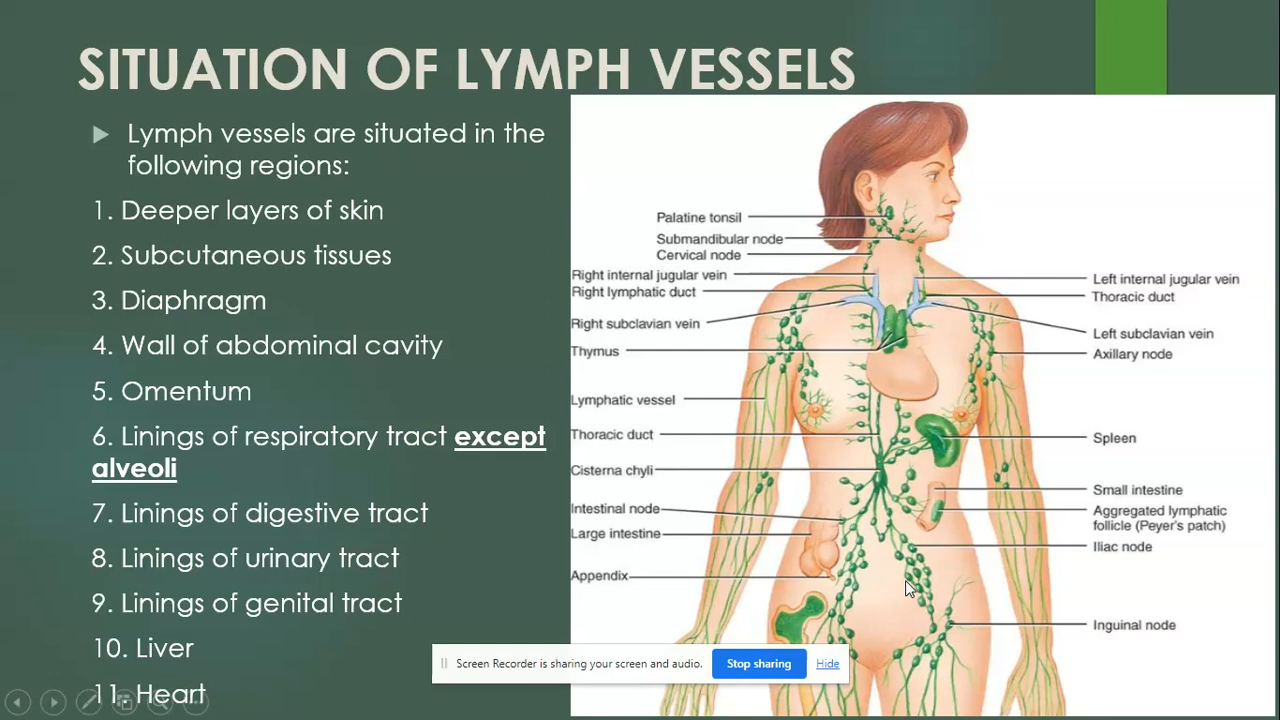 SITUATION OF LYMPH VESSELS
Lymph vessels are situated in the
following regions:
1. Deeper layers of skin
2. Subcutaneous tissues
3. Diaphragm
4. Wall of abdominal cavity
5. Omentum
6. Linings of respiratory tract except
alveoli
7. Linings of digestive tract
8. Linings of urinary tract
9. Linings of genital tract
10. Liver
11. Heart
Palatine tonsil
Submandibular node
Cervical node
Right internal jugular vein
Right lymphatic duct
Right subclavian vein
Thymus
Lymphatic vessel
Thoracic duct
Cisterna chyli
Intestinal node
Large intestine
Appendix
Left internal jugular vein
Thoracic duct
Left subclavian vein
Axillary node
Spleen
Small intestine
Aggregated lymphatic
follicle (Peyer's patch)
Iliac node
Inguinal node
Screen Recorder is sharing your screen and audio.
Stop sharing
Hide